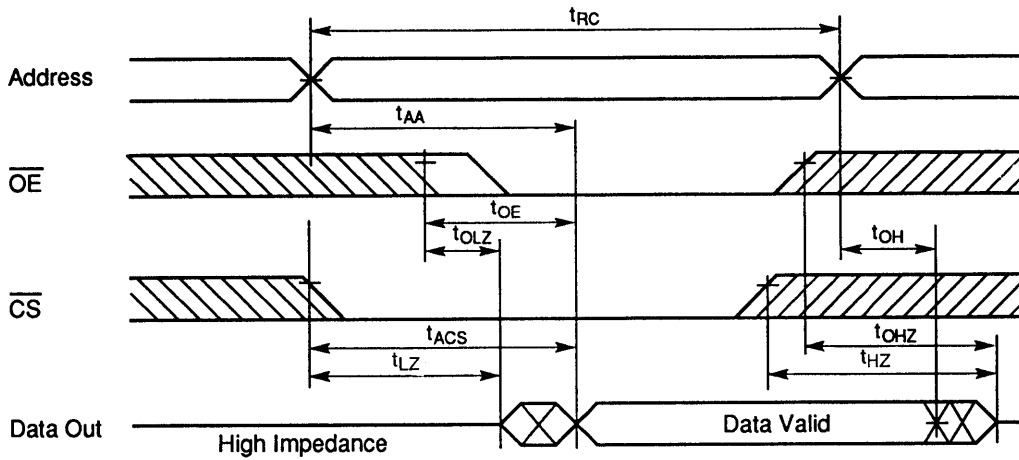 tRC
Address
tAA
OE
tOE
tOLZ
tOH
CS
tACS
tOHZ
tLZ
tHZ
Data Out
High Impedance
Data Valid